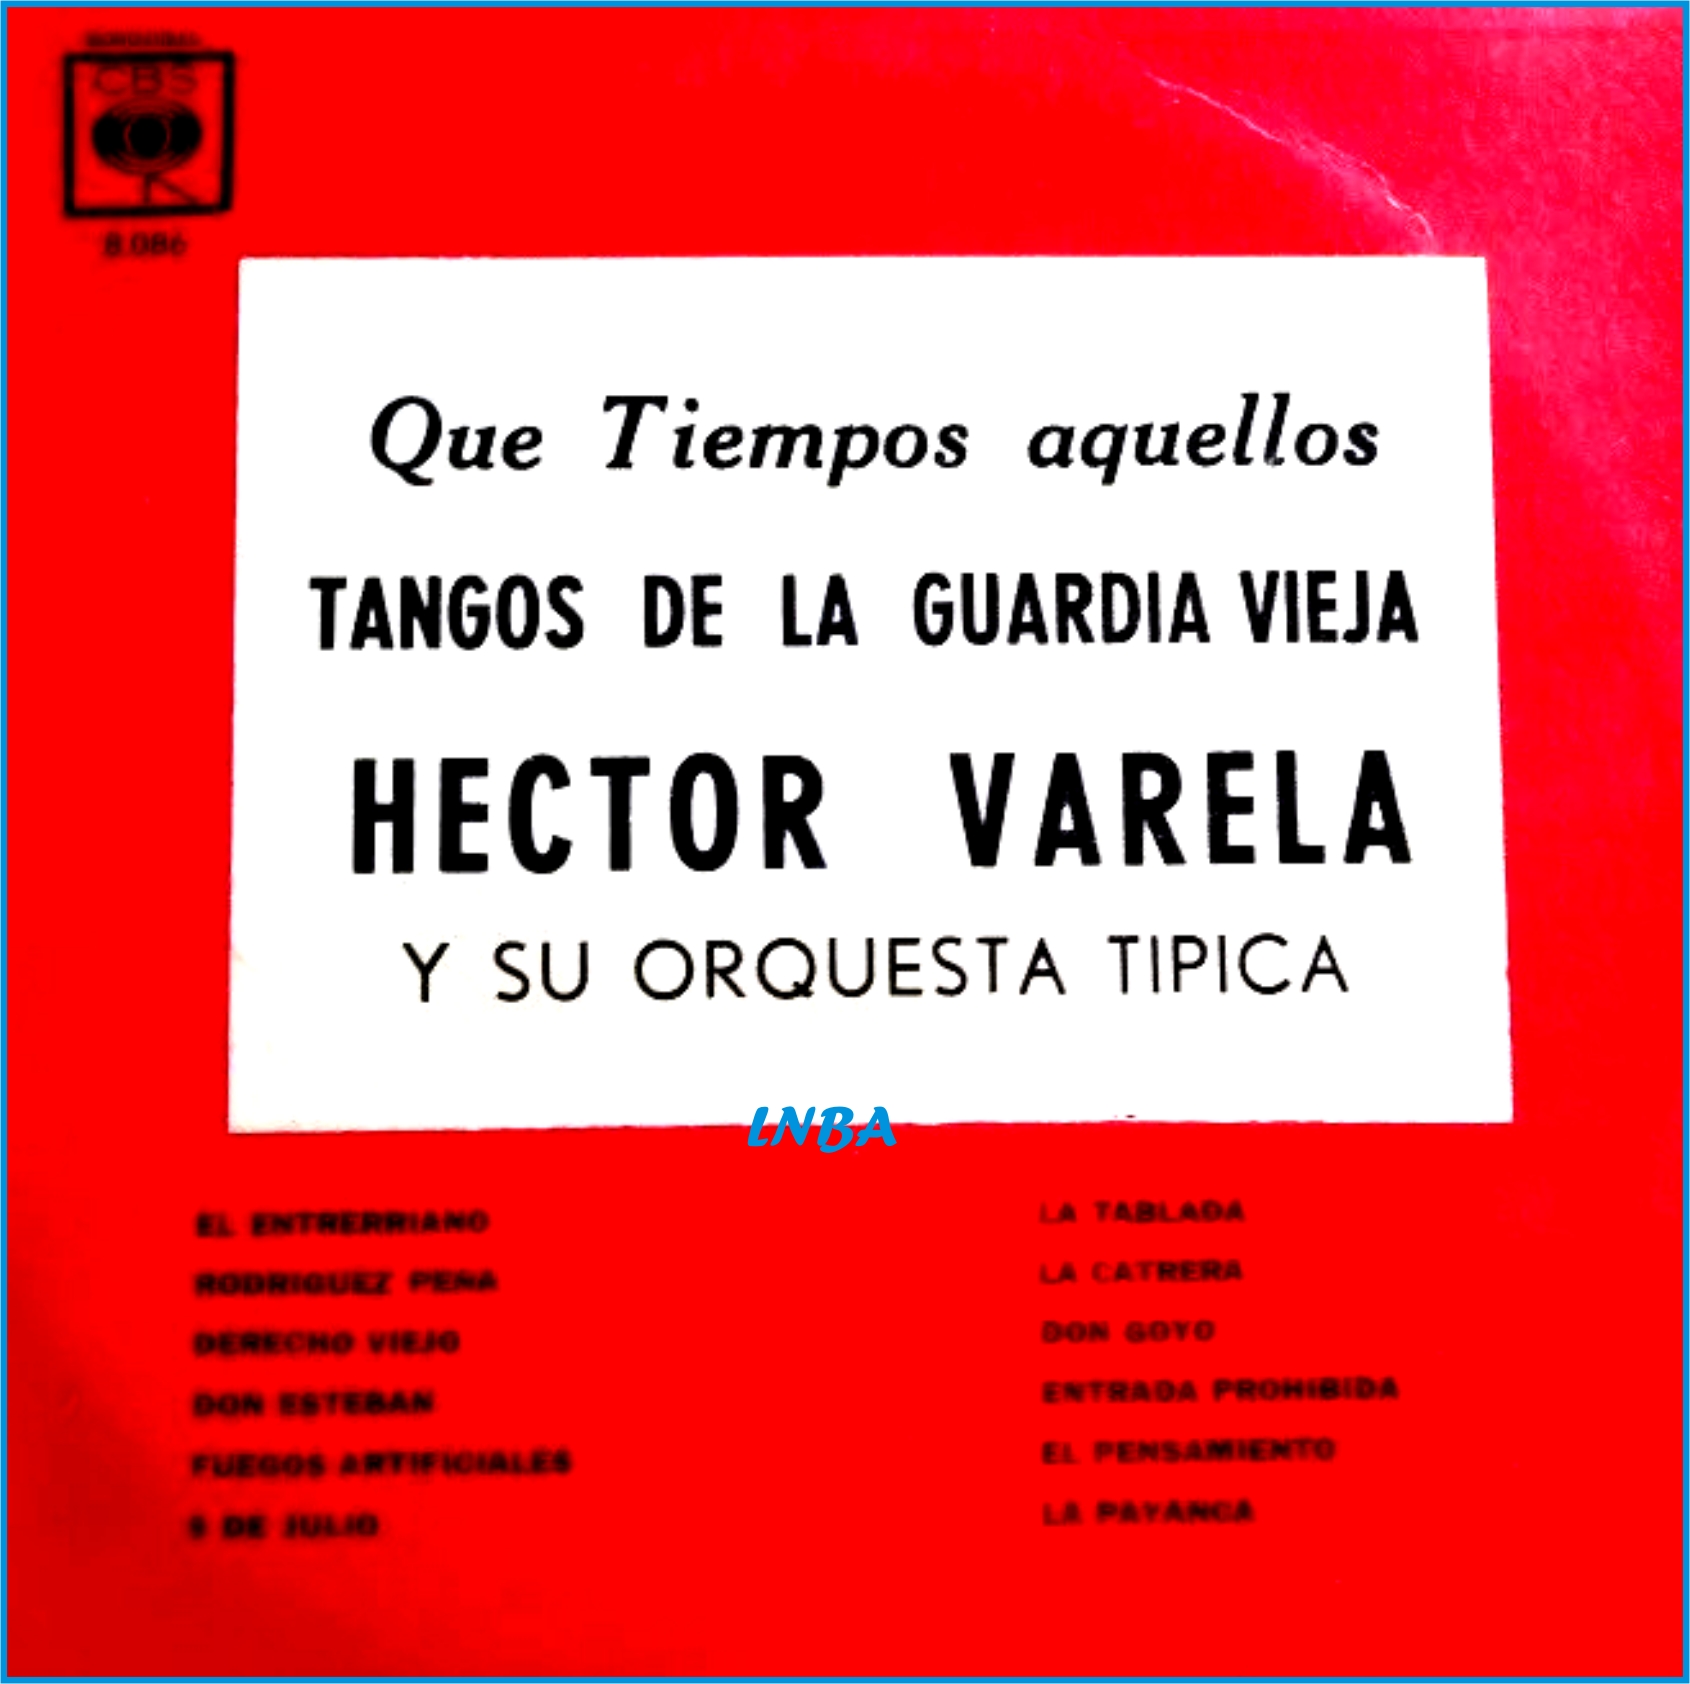 CBS
8.086
Que Tiempos aquellos
TANGOS DE LA GUARDIA VIEJA
HECTOR VARELA
Y SU ORQUESTA TIPICA
LNBA
EL ENTRERRIANO
RODRIGUEZ PEÑA
DERECHO VIEJO
DON ESTEBAN
FUEGOS ARTIFICIALES
9 DE JULIO
LA TABLADA
LA CATRERA
DON GOYO
ENTRADA PROHIBIDA
EL PENSAMIENTO
LA PAYANCA